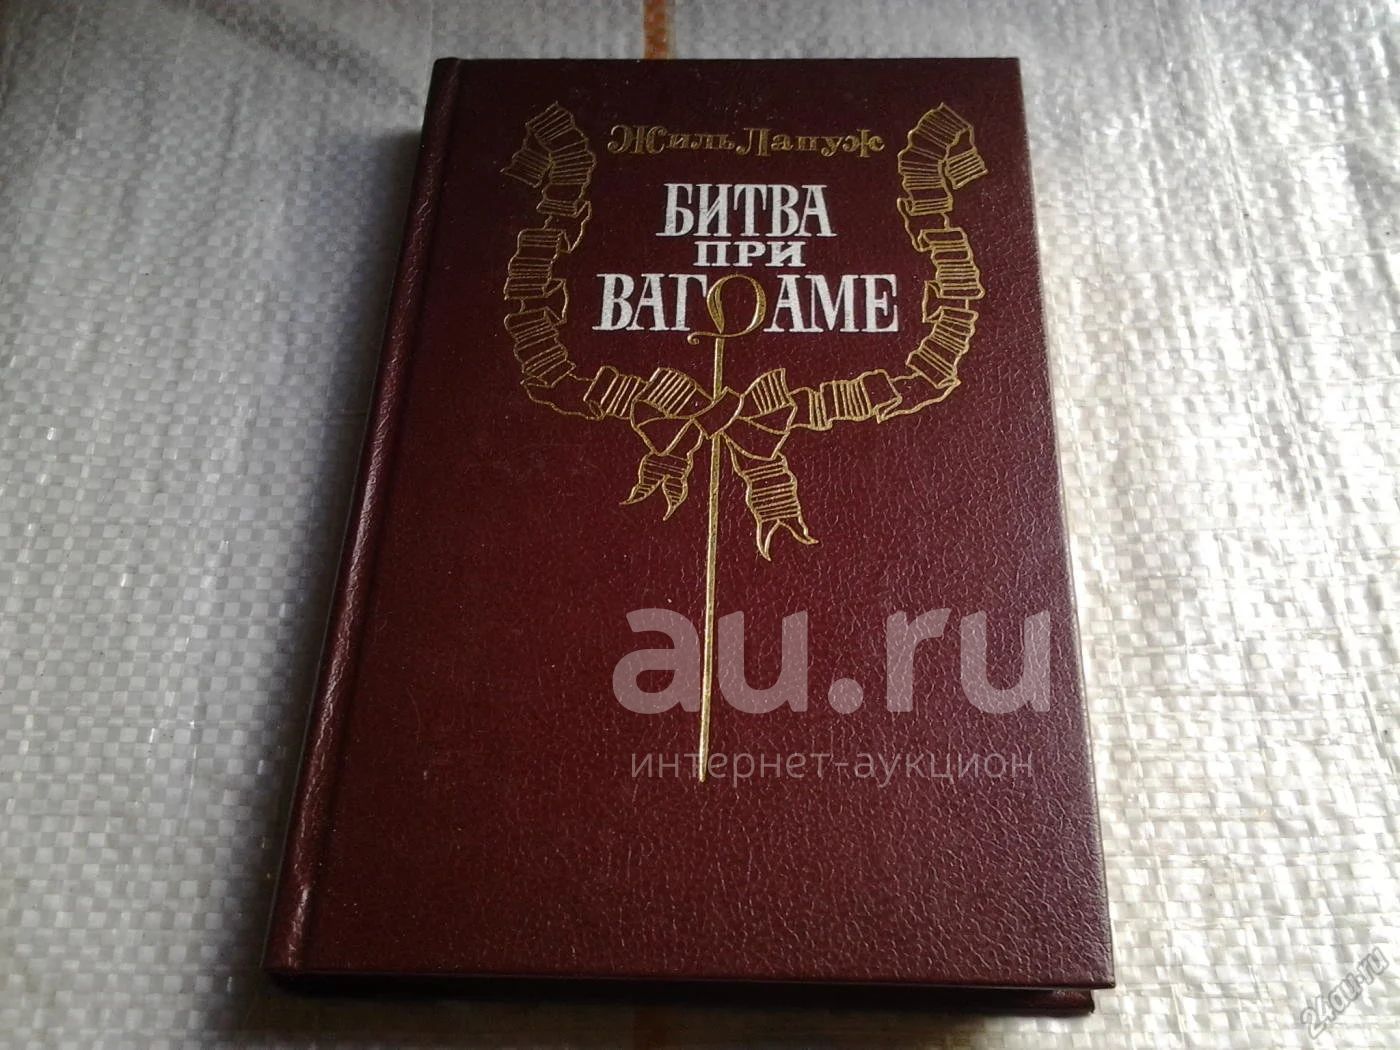 Жиль Лапуж
БИТВА
ПРИ
ВАГРАМЕ
au.ru
интернет-аукцион
24au.ru